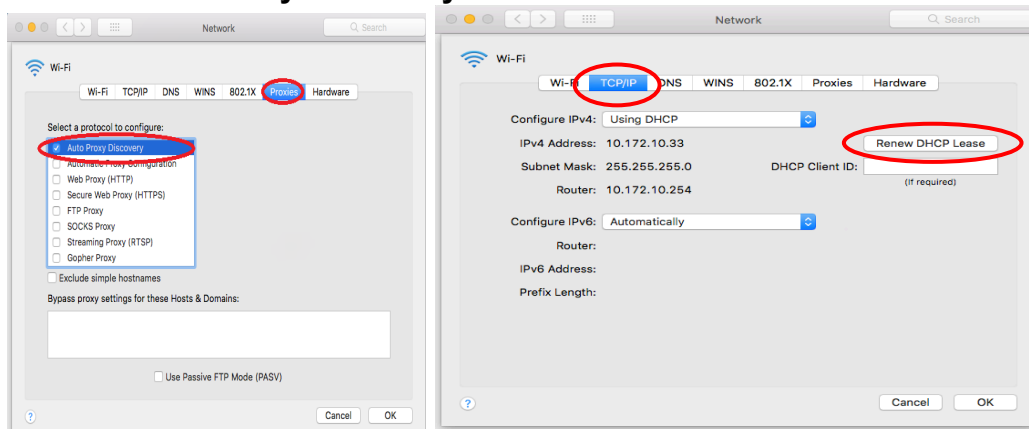 Network
Search
Wi-Fi
Wi-Fi TCP/IP DNS WINS 802.1X Proxies Hardware
Select a protocol to configure:
Auto Proxy Discovery
Automatic Proxy Configuration
Web Proxy (HTTP)
Secure Web Proxy (HTTPS)
FTP Proxy
SOCKS Proxy
Streaming Proxy (RTSP)
Gopher Proxy
Exclude simple hostnames
Bypass proxy settings for these Hosts & Domains:
Use Passive FTP Mode (PASV)
?
Cancel OK
Network
Search
Wi-Fi
Wi-Fi TCP/IP DNS WINS 802.1X Proxies Hardware
Configure IPv4: Using DHCP
IPv4 Address: 10.172.10.33 Renew DHCP Lease
Subnet Mask: 255.255.255.0 DHCP Client ID:
(If required)
Router: 10.172.10.254
Configure IPv6: Automatically
Router:
IPv6 Address:
Prefix Length:
?
Cancel OK